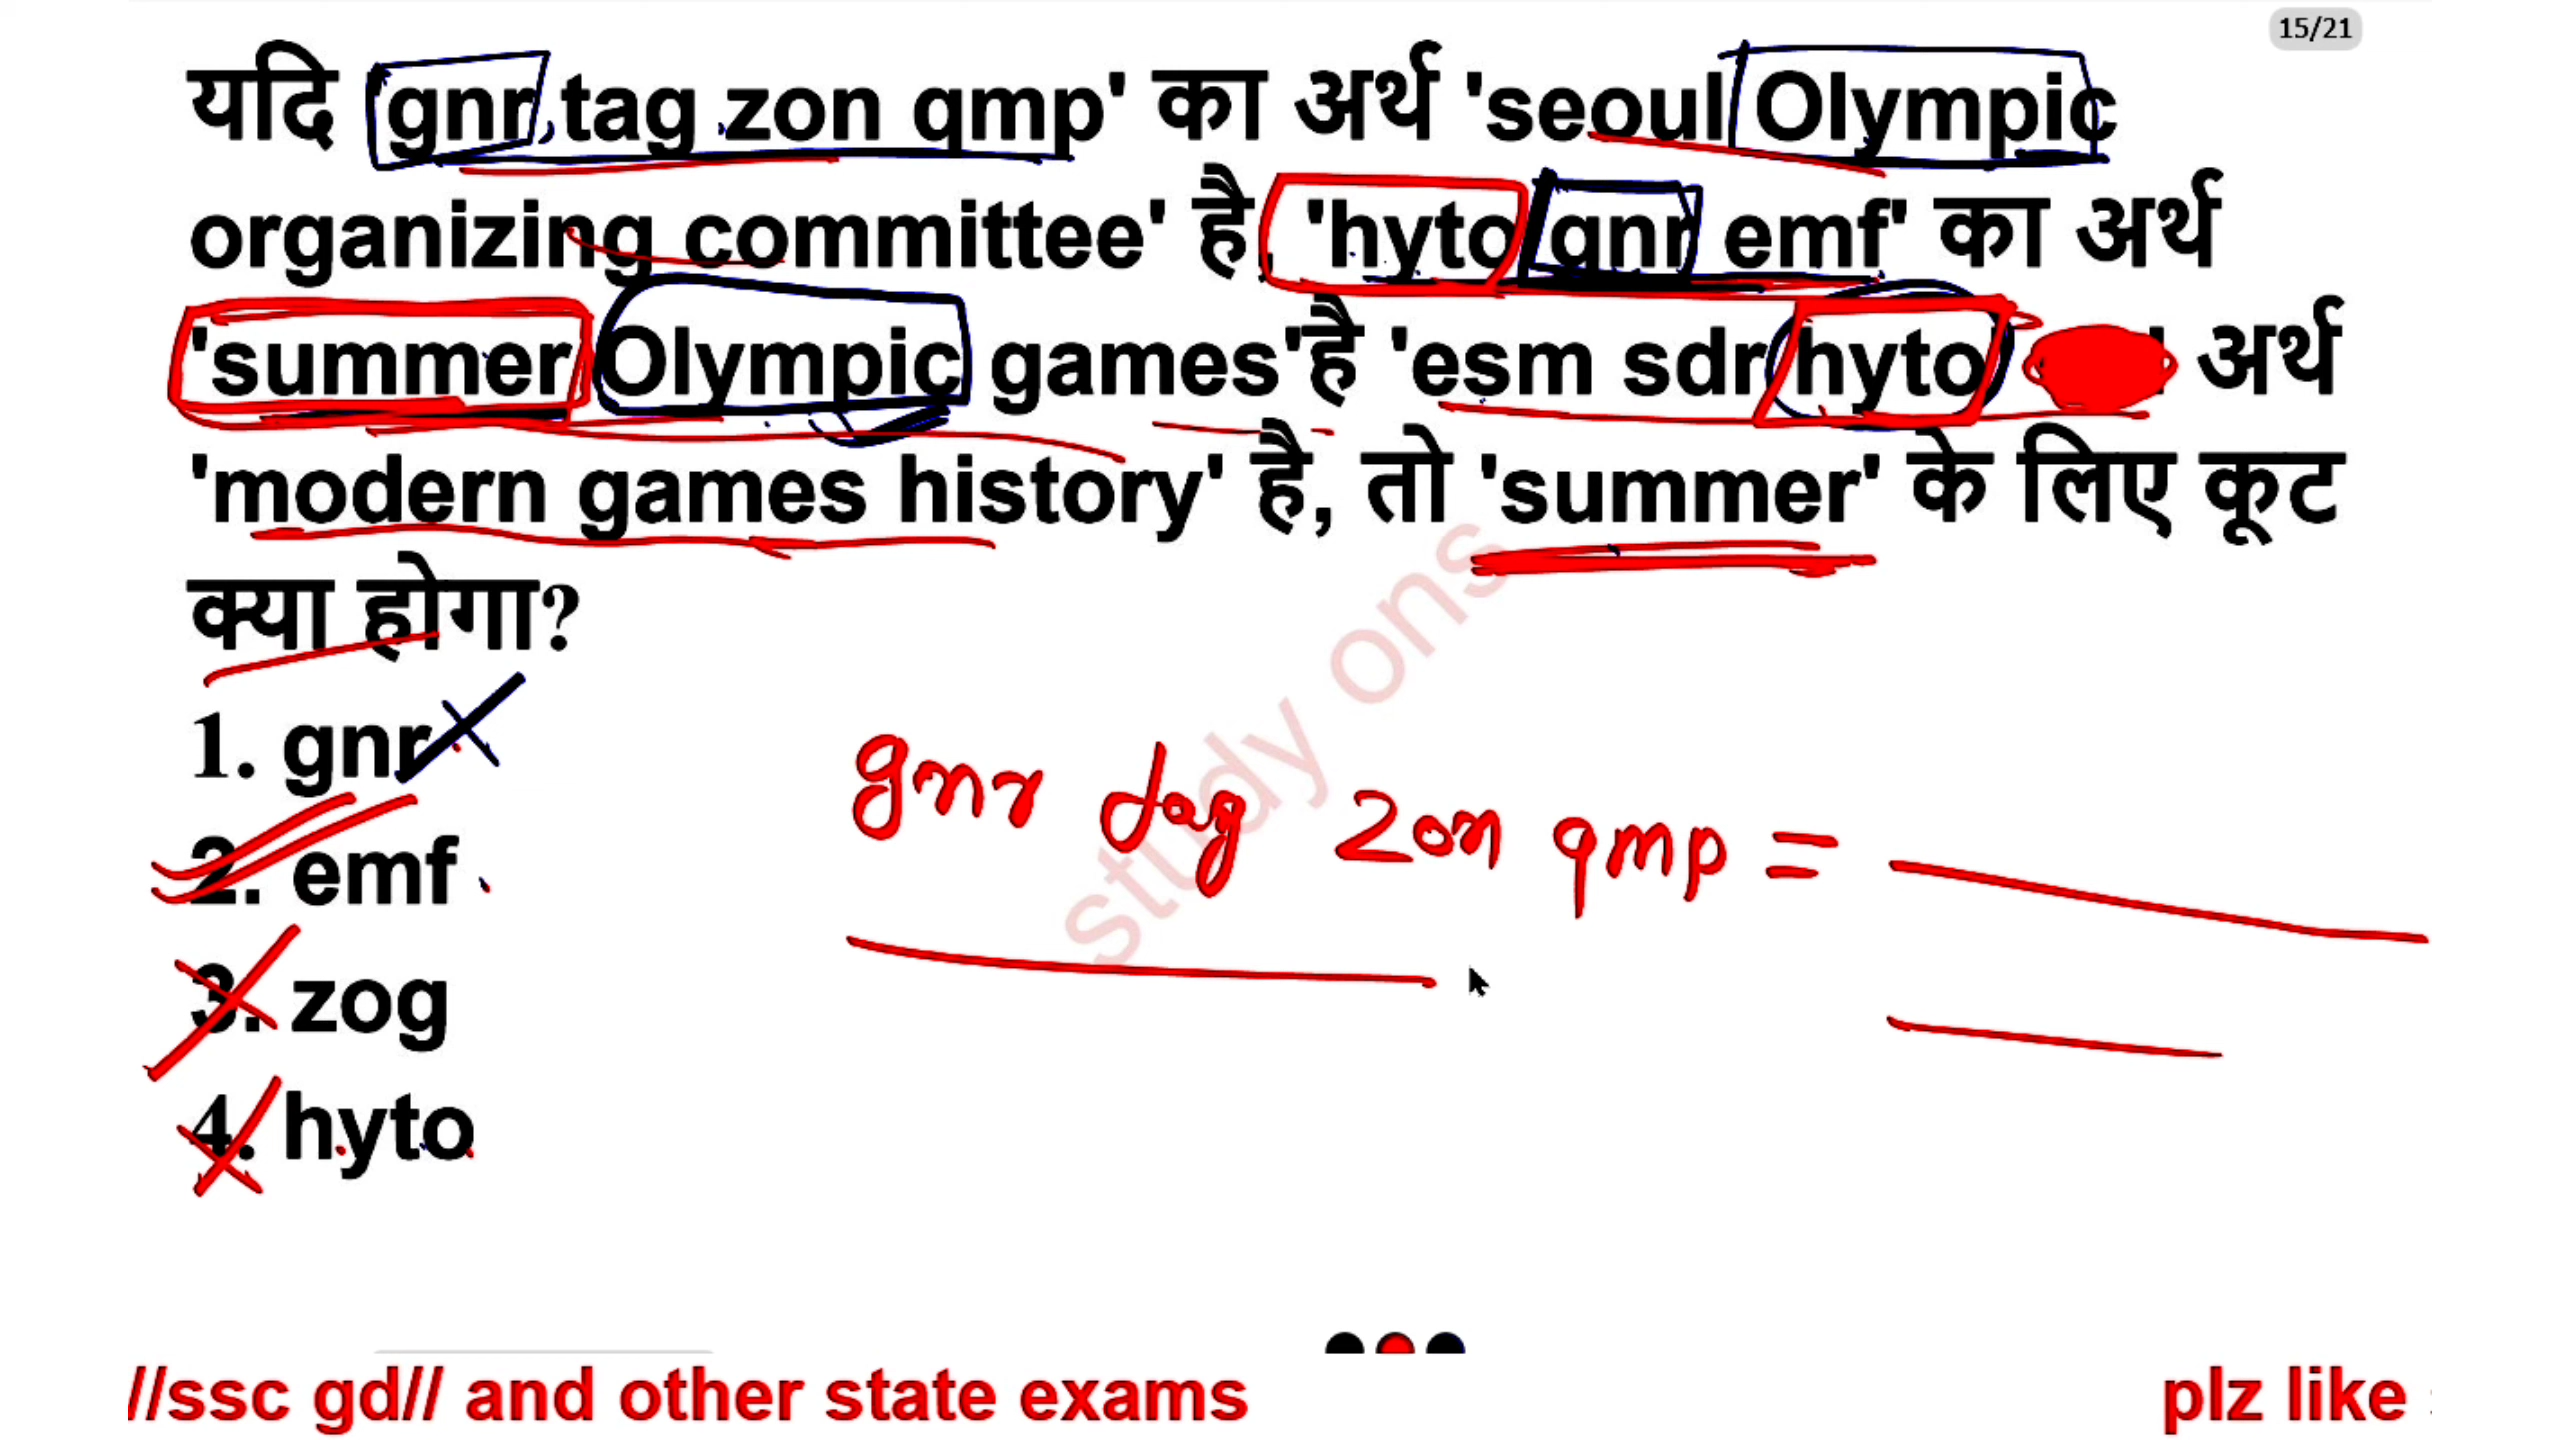 15/21
यदि 'gnr tag zon qmp' का अर्थ 'seoul Olympic
organizing committee' है, 'hyto gnr emf' का अर्थ
'summer Olympic games'है 'esm sdr hyto ' अर्थ
'modern games history' है, तो 'summer' के लिए कूट
क्या होगा?
1. gnr
2. emf
3. zog
4. hyto
gnr tag zon qmp =
study ons
//ssc gd// and other state exams
plz like